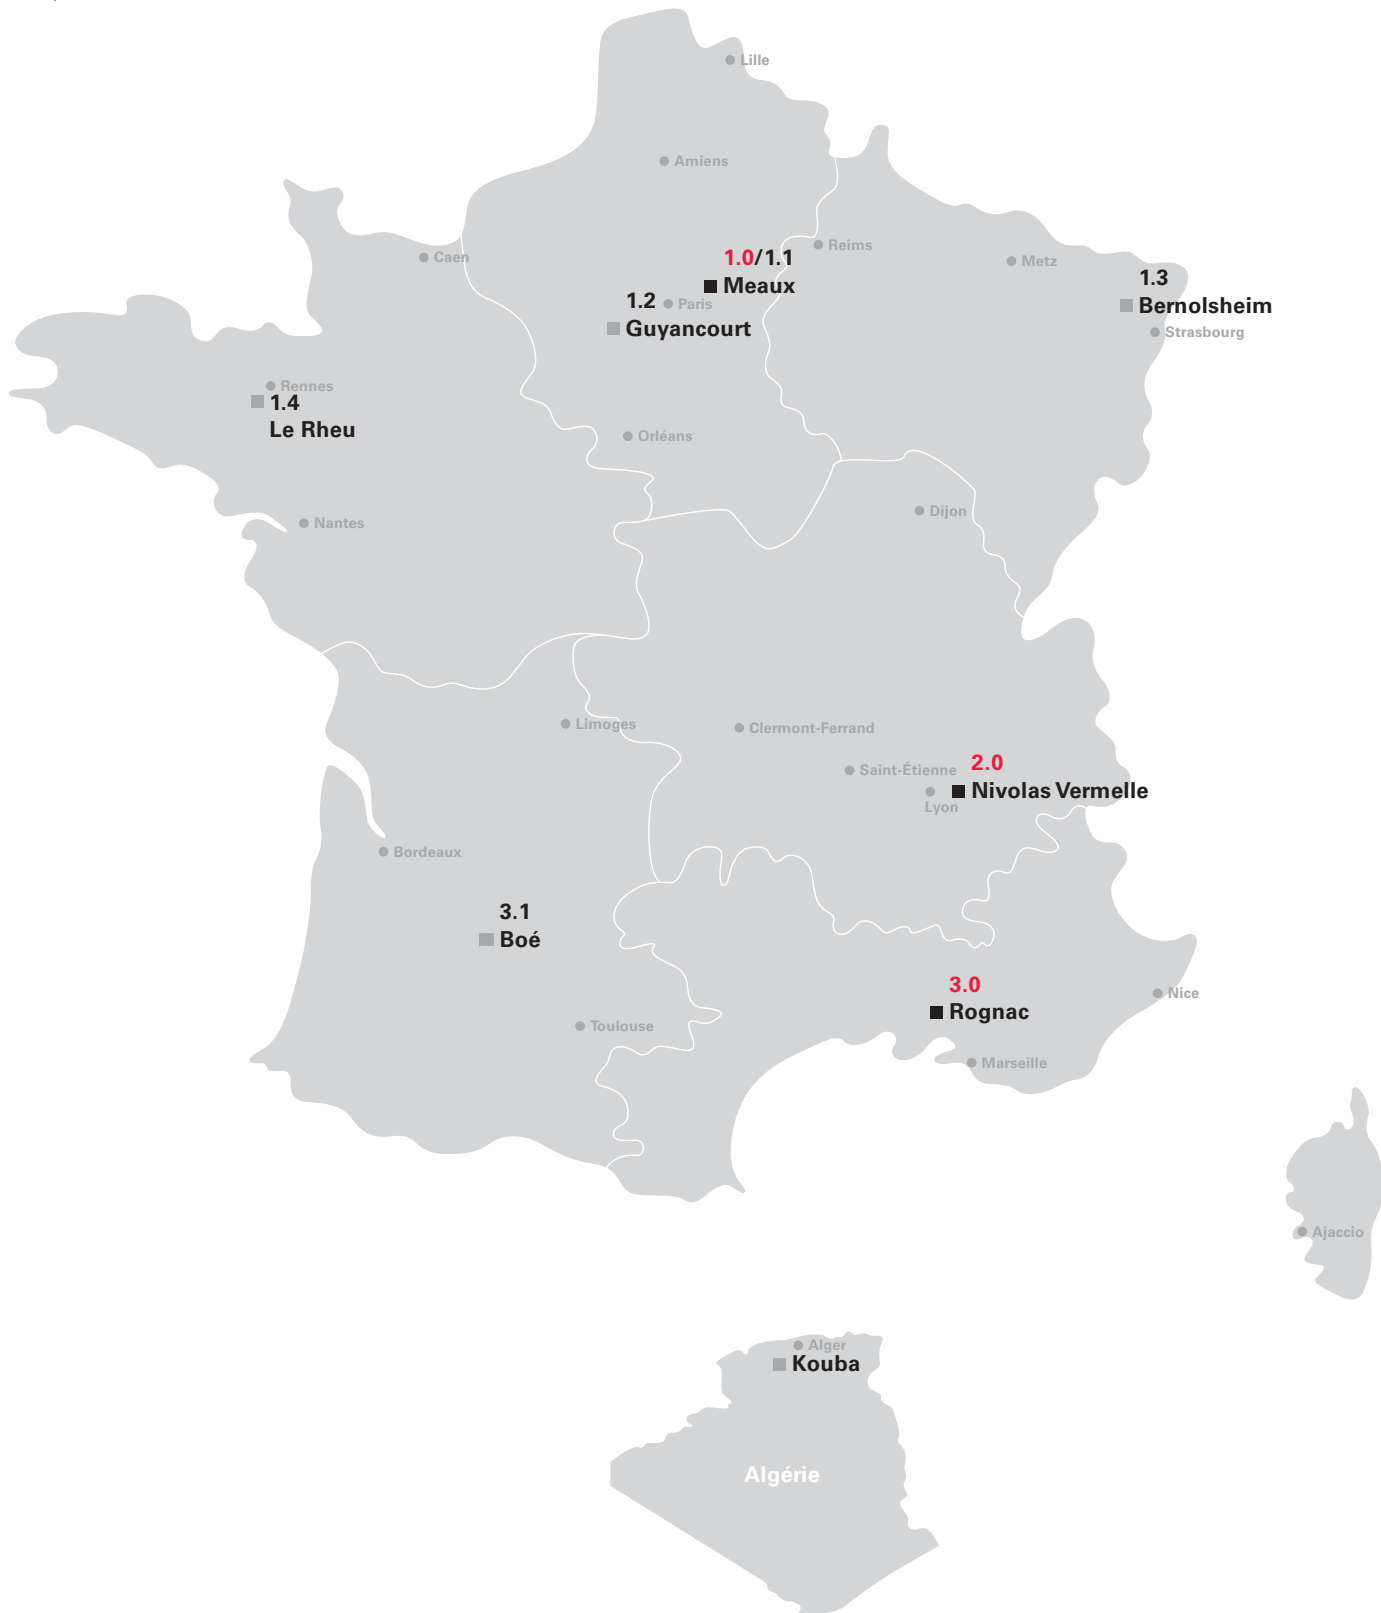 Lille
Amiens
Reims
1.0/1.1
Meaux
Caen
Metz
1.3
Bernolsheim
1.2
Paris
Guyancourt
Strasbourg
Rennes
1.4
Le Rheu
Orléans
Dijon
Nantes
Limoges
Clermont-Ferrand
Saint-Étienne
2.0
Nivolas Vermelle
Lyon
Bordeaux
3.1
Boé
3.0
Rognac
Nice
Toulouse
Marseille
Ajaccio
Alger
Kouba
Algérie